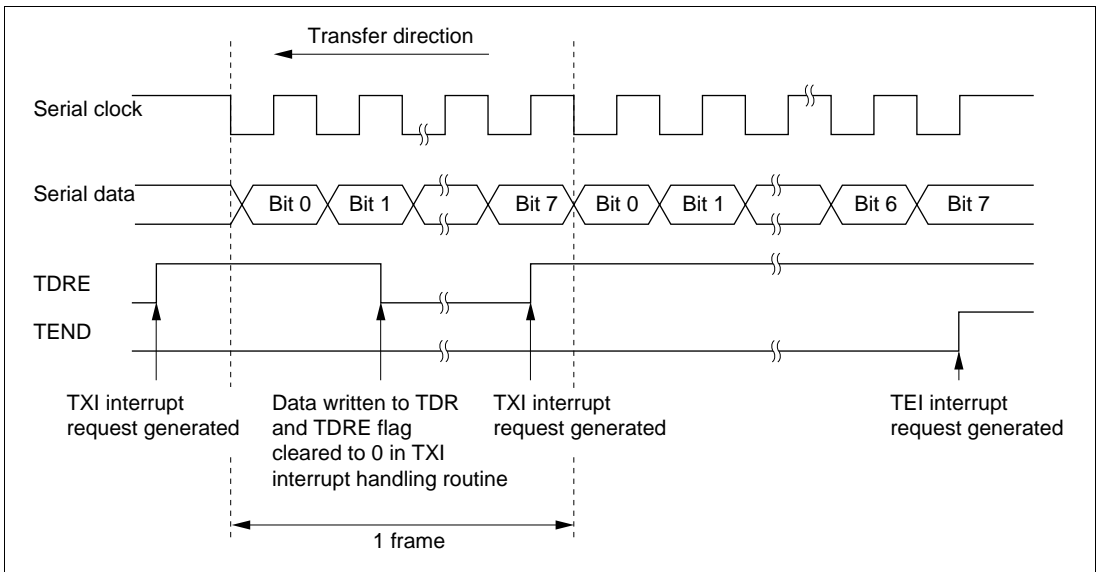 Transfer direction
Serial clock
Serial data
Bit 0
Bit 1
Bit 7
Bit 0
Bit 1
Bit 6
Bit 7
TDRE
TEND
TXI interrupt
request generated
Data written to TDR
and TDRE flag
cleared to 0 in TXI
interrupt handling routine
TXI interrupt
request generated
TEI interrupt
request generated
1 frame